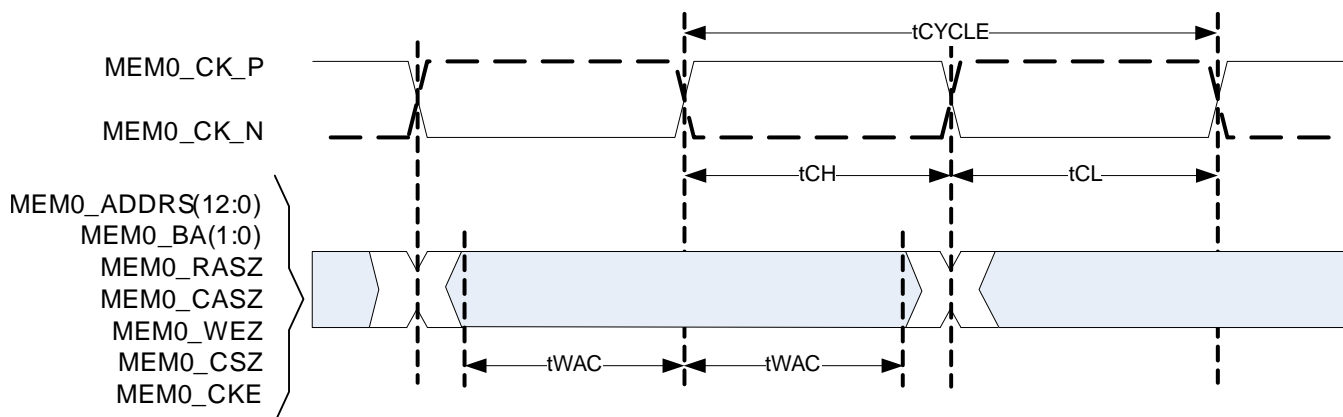 tCYCLE
MEM0_CK_P
MEM0_CK_N
tCH
tCL
MEM0_ADDRS(12:0)
MEM0_BA(1:0)
MEM0_RASZ
MEM0_CASZ
MEM0_WEZ
MEM0_CSZ
MEM0_CKE
tWAC
tWAC